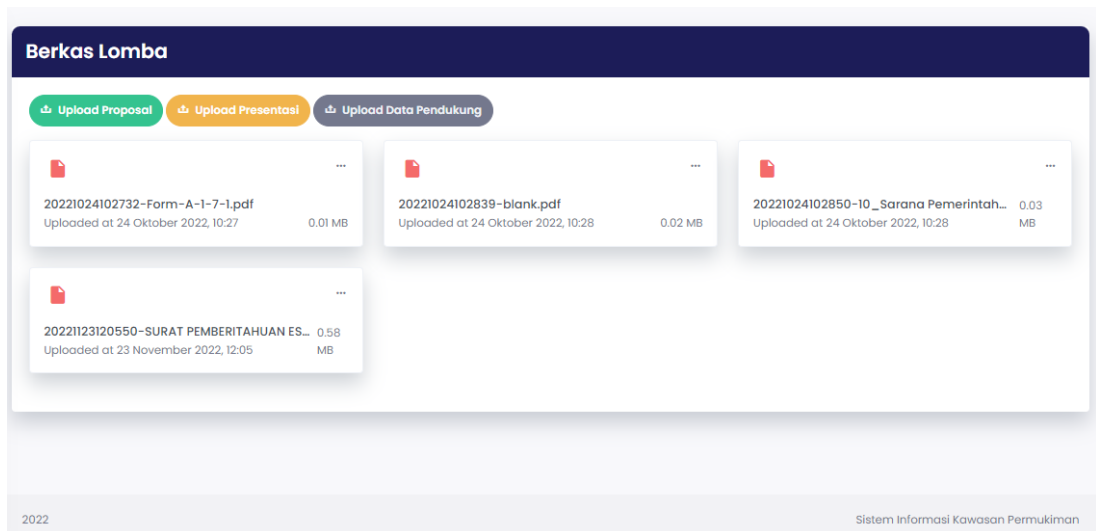 Berkas Lomba
Upload Proposal Upload Presentasi Upload Data Pendukung
... ... ...
20221024102732-Form-A-1-7-1.pdf
Uploaded at 24 Oktober 2022, 10:27 0.01 MB
20221024102839-blank.pdf
Uploaded at 24 Oktober 2022, 10:28 0.02 MB
20221024102850-10_Sarana Pemerintah... 0.03
Uploaded at 24 Oktober 2022, 10:28 MB
...
20221123120550-SURAT PEMBERITAHUAN ES... 0.58
Uploaded at 23 November 2022, 12:05 MB
2022 Sistem Informasi Kawasan Permukiman